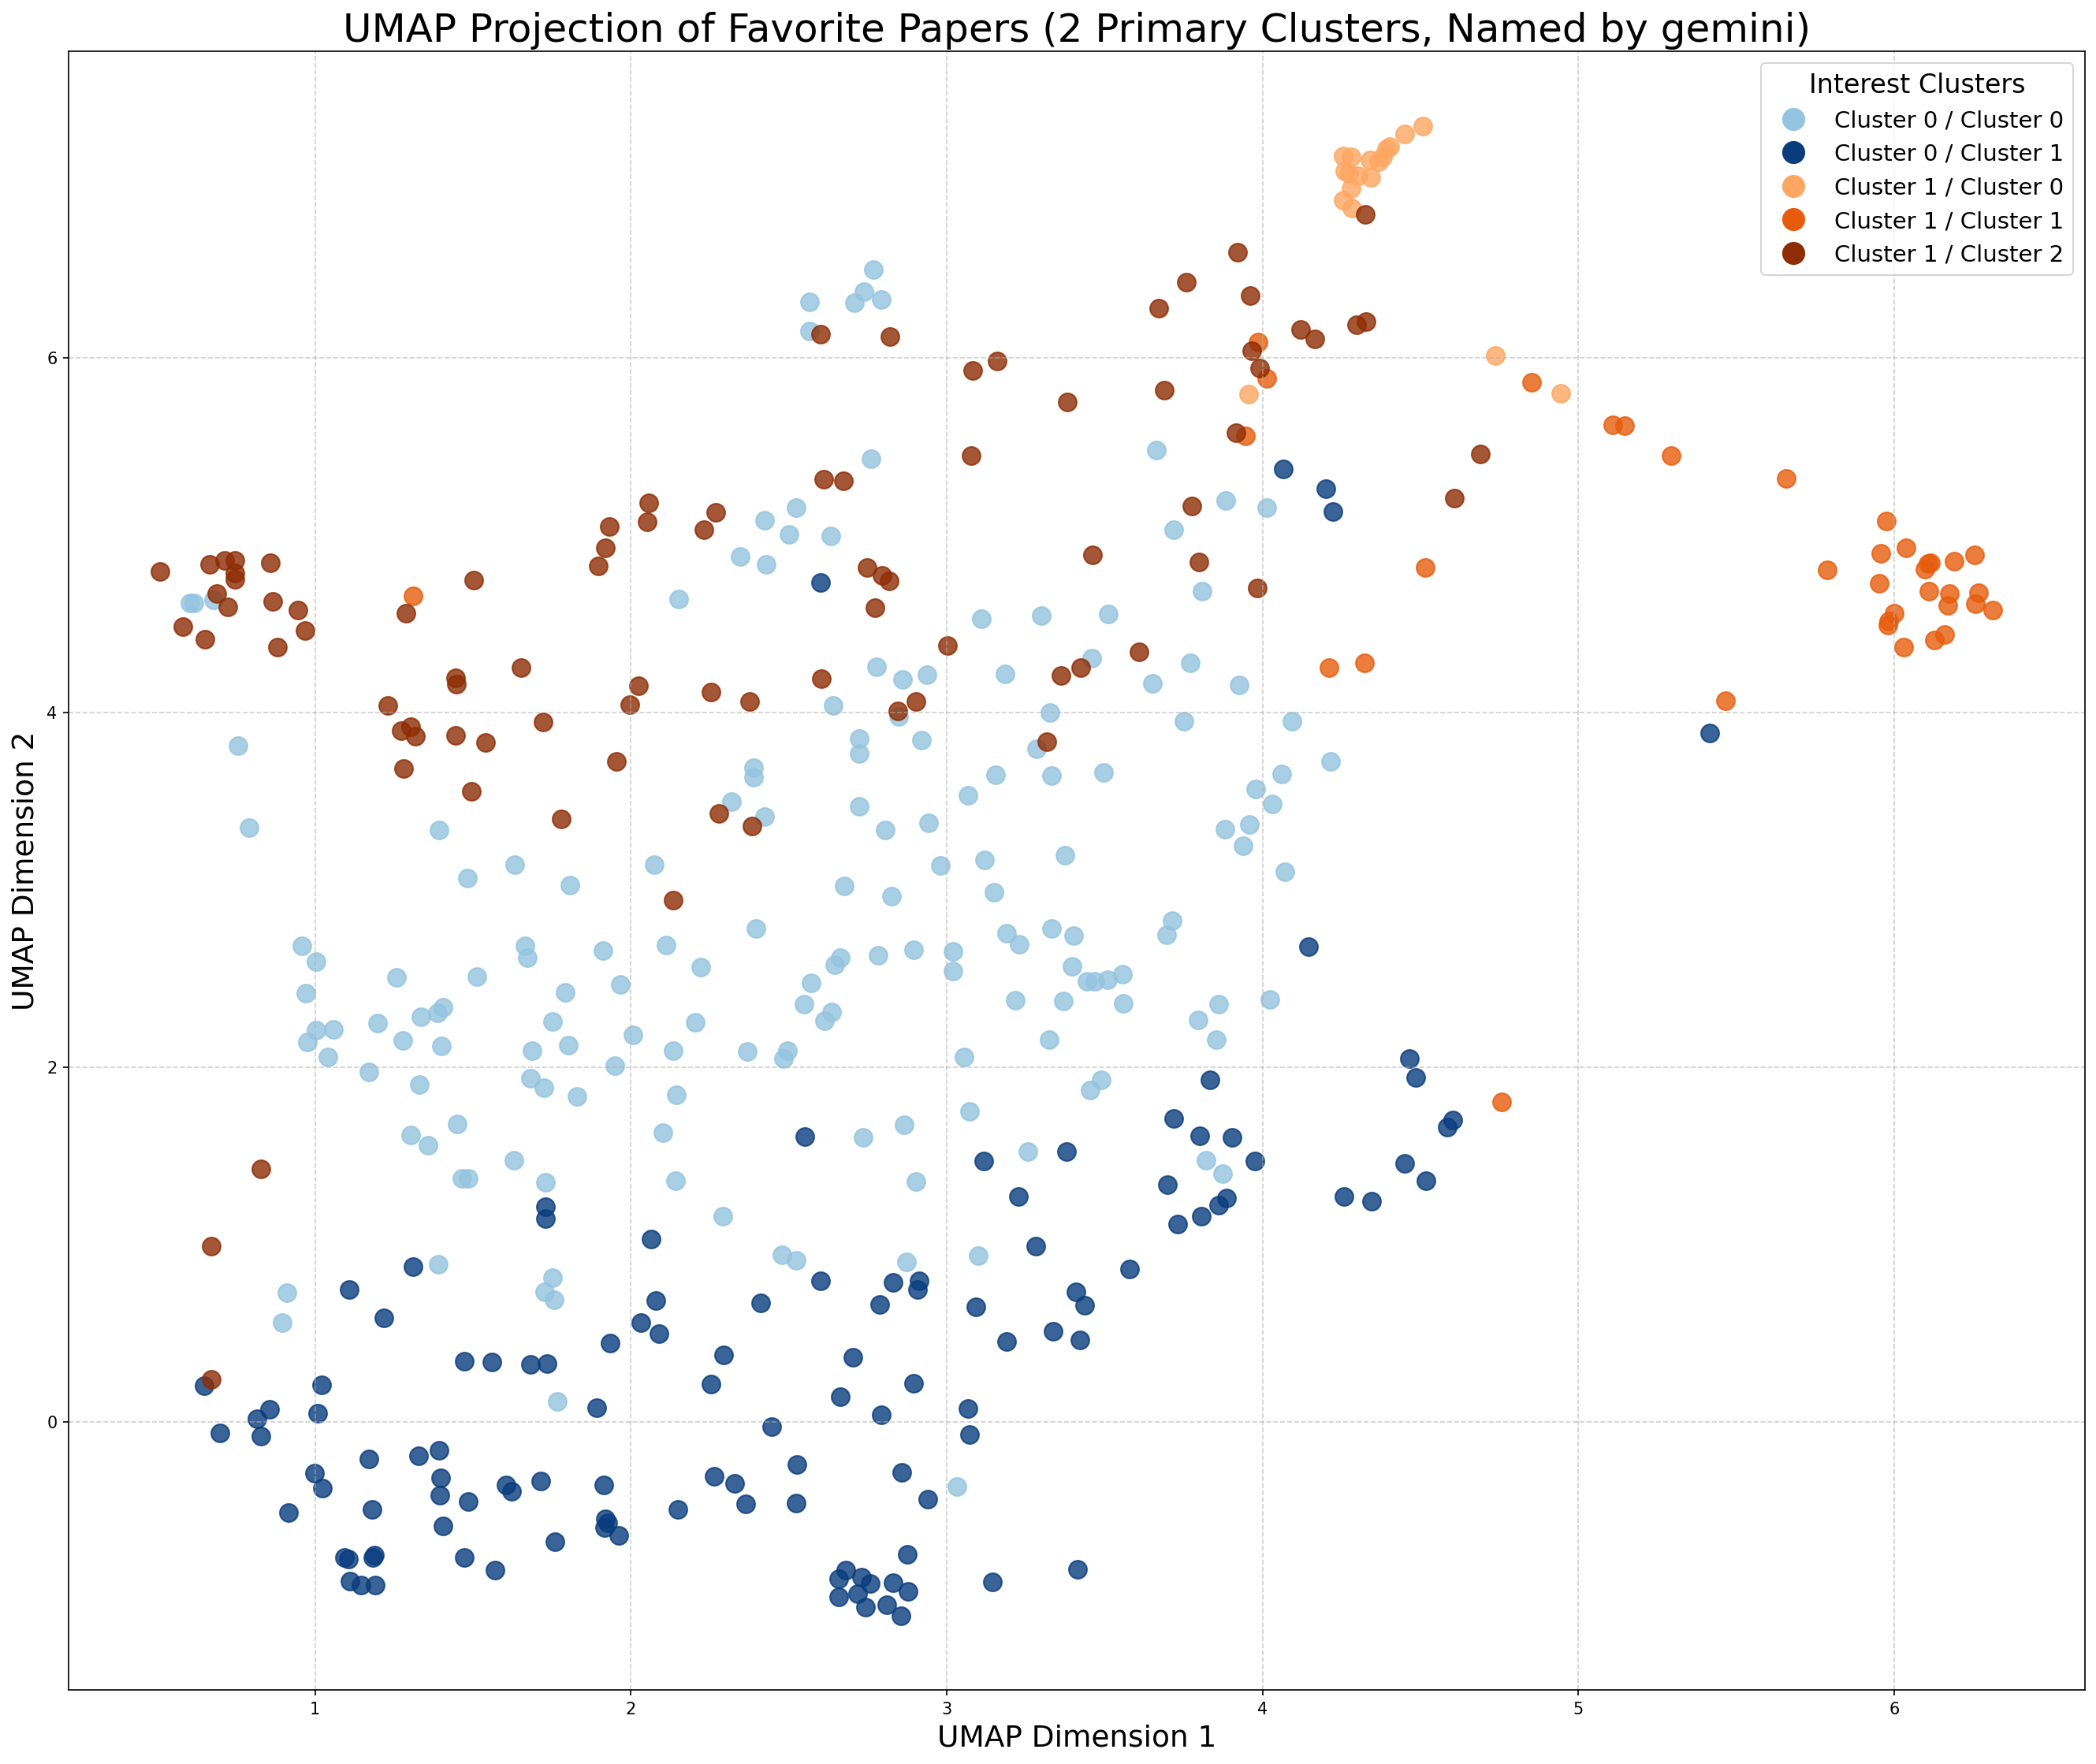 UMAP Projection of Favorite Papers (2 Primary Clusters, Named by gemini)
Interest Clusters
Cluster 0 / Cluster 0
Cluster 0 / Cluster 1
Cluster 1 / Cluster 0
Cluster 1 / Cluster 1
Cluster 1 / Cluster 2
UMAP Dimension 2
6
4
2
0
1 2 3 4 5 6
UMAP Dimension 1